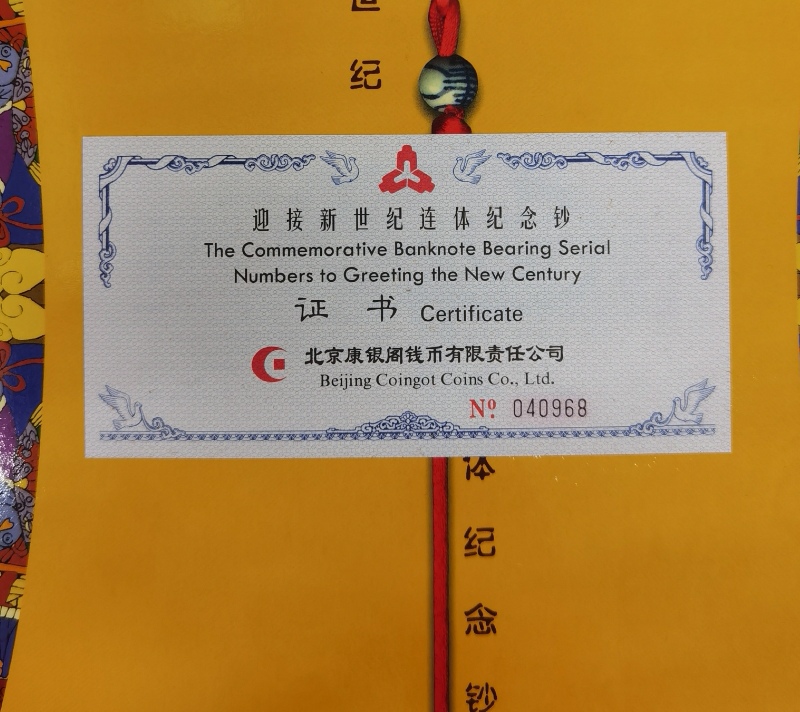 世
纪
迎接新世纪连体纪念钞
The Commemorative Banknote Bearing Serial
Numbers to Greeting the New Century
证书 Certificate
北京康银阁钱币有限责任公司
Beijing Coingot Coins Co., Ltd.
Nº. 040968
体
纪
念
钞